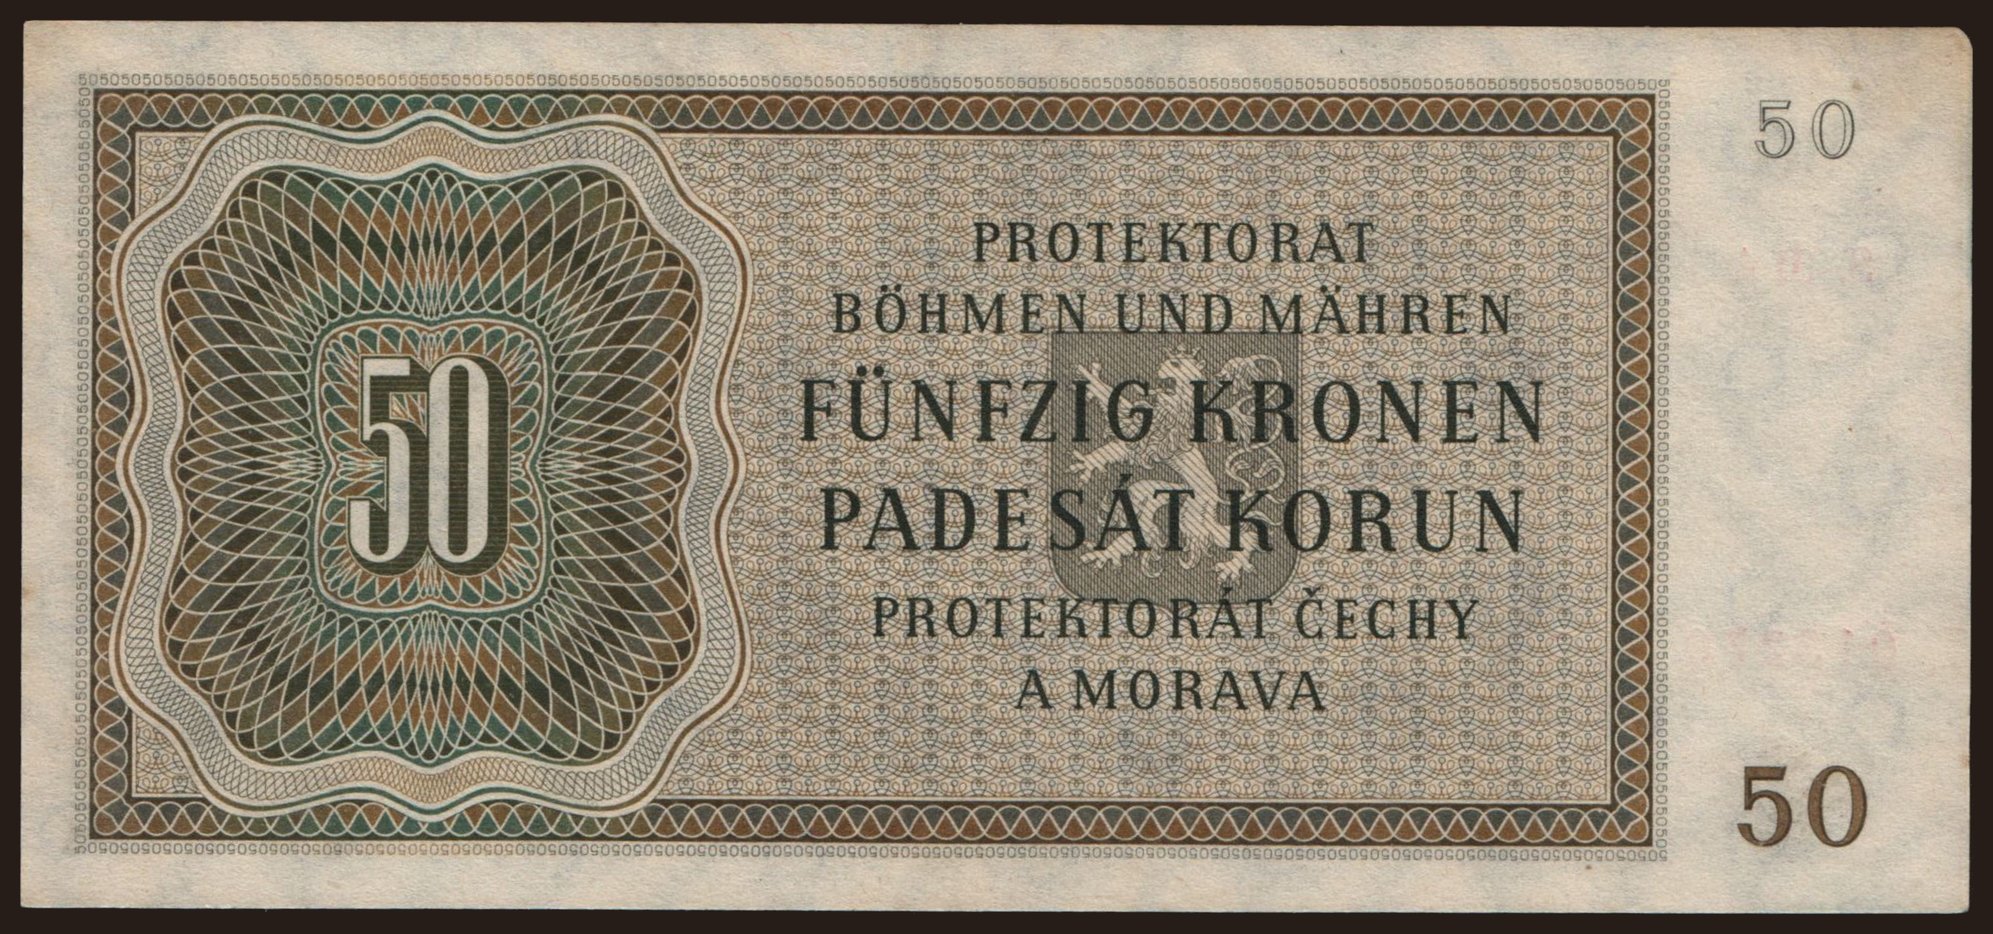 50
PROTEKTORAT
BÖHMEN UND MÄHREN
FÜNFZIG KRONEN
50
PADESÁT KORUN
PROTEKTORÁT ČECHY
A MORAVA
50